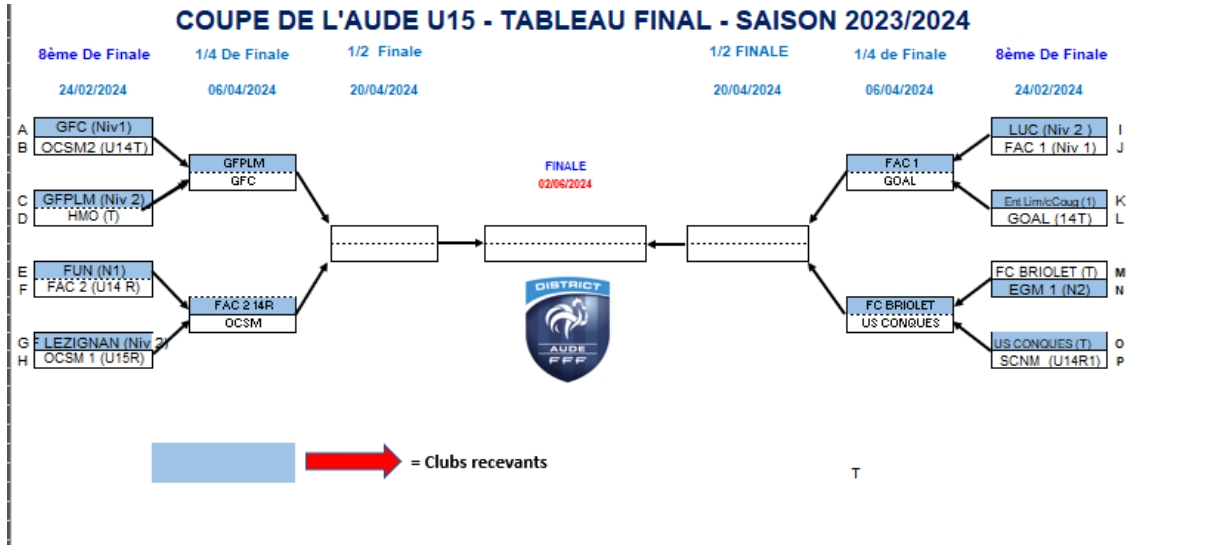 COUPE DE L'AUDE U15 - TABLEAU FINAL - SAISON 2023/2024
8ème De Finale 1/4 De Finale 1/2 Finale 1/2 FINALE 1/4 de Finale 8ème De Finale
24/02/2024 06/04/2024 20/04/2024 20/04/2024 06/04/2024 24/02/2024
A GFC (Niv1) LUC (Niv 2 ) I
B OCSM2 (U14T) FAC 1 (Niv 1) J
GFPLM FINALE FAC 1
GFC 02/06/2024 GOAL
C GFPLM (Niv 2) Ent Lim/cCoug (1) K
D HMO (T) GOAL (14T) L
E FUN (N1) FC BRIOLET (T) M
F FAC 2 (U14 R) EGM 1 (N2) N
DISTRICT
AUDE
FFF
FAC 2 14R FC BRIOLET
OCSM US CONQUES
G F LEZIGNAN (Niv 2) US CONQUES (T) O
H OCSM 1 (U15R) SCNM (U14R1) P
= Clubs recevants
T